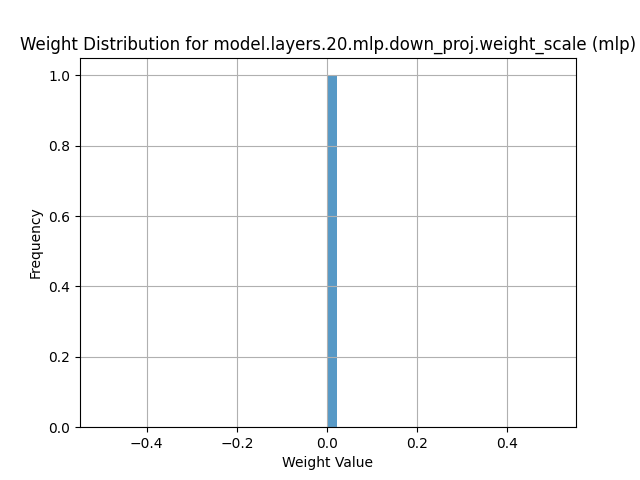 Weight Distribution for model.layers.20.mlp.down_proj.weight_scale (mlp)
1.0
0.8
0.6
0.4
0.2
0.0
Frequency
−0.4 −0.2 0.0 0.2 0.4
Weight Value